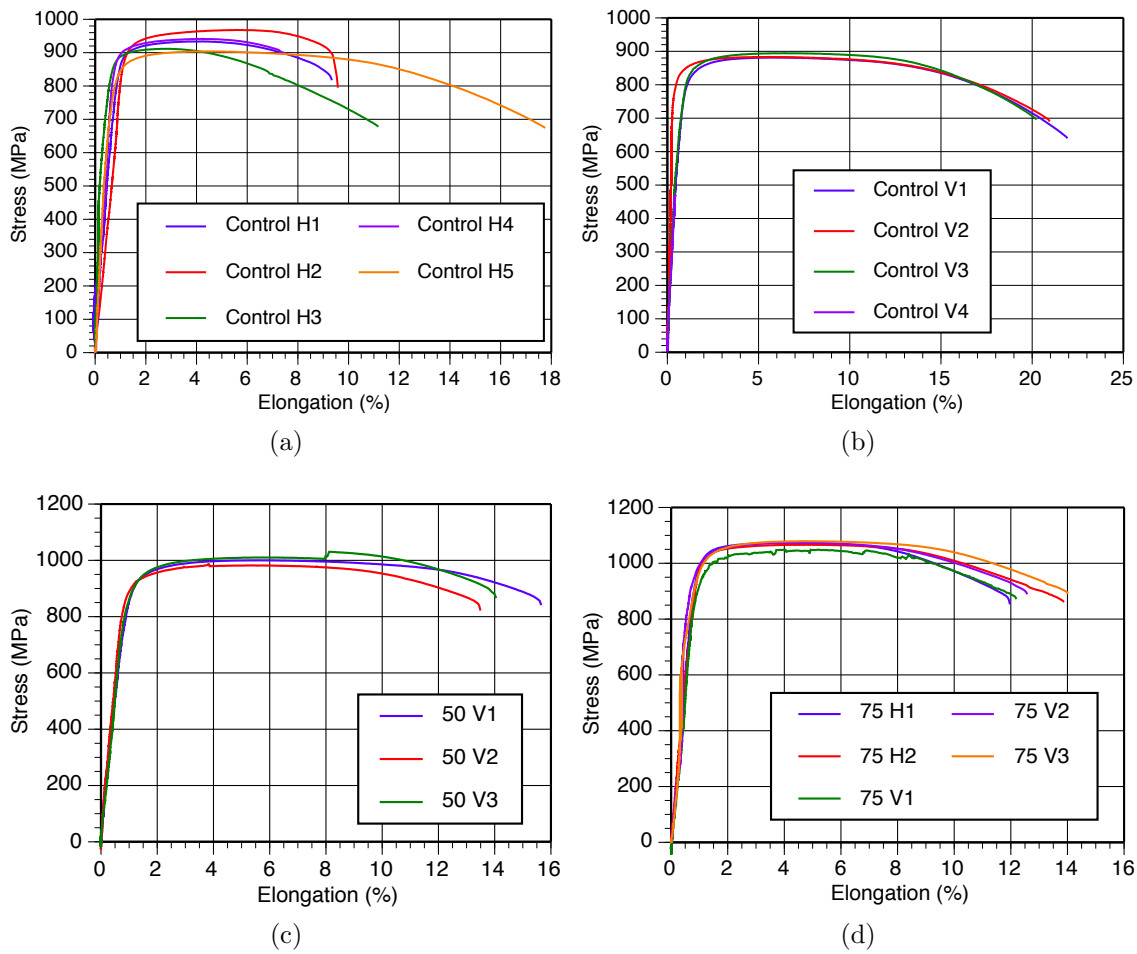 1000
900
800
700
600
500
400
300
200
100
0
Stress (MPa)
Control H1
Control H4
Control H2
Control H5
Control H3
0 2 4 6 8 10 12 14 16 18
Elongation (%)
(a)
1000
900
800
700
600
500
400
300
200
100
0
Stress (MPa)
Control V1
Control V2
Control V3
Control V4
0 5 10 15 20 25
Elongation (%)
(b)
1200
1000
800
600
400
200
0
Stress (MPa)
50 V1
50 V2
50 V3
0 2 4 6 8 10 12 14 16
Elongation (%)
(c)
1200
1000
800
600
400
200
0
Stress (MPa)
75 H1
75 V2
75 H2
75 V3
75 V1
0 2 4 6 8 10 12 14 16
Elongation (%)
(d)